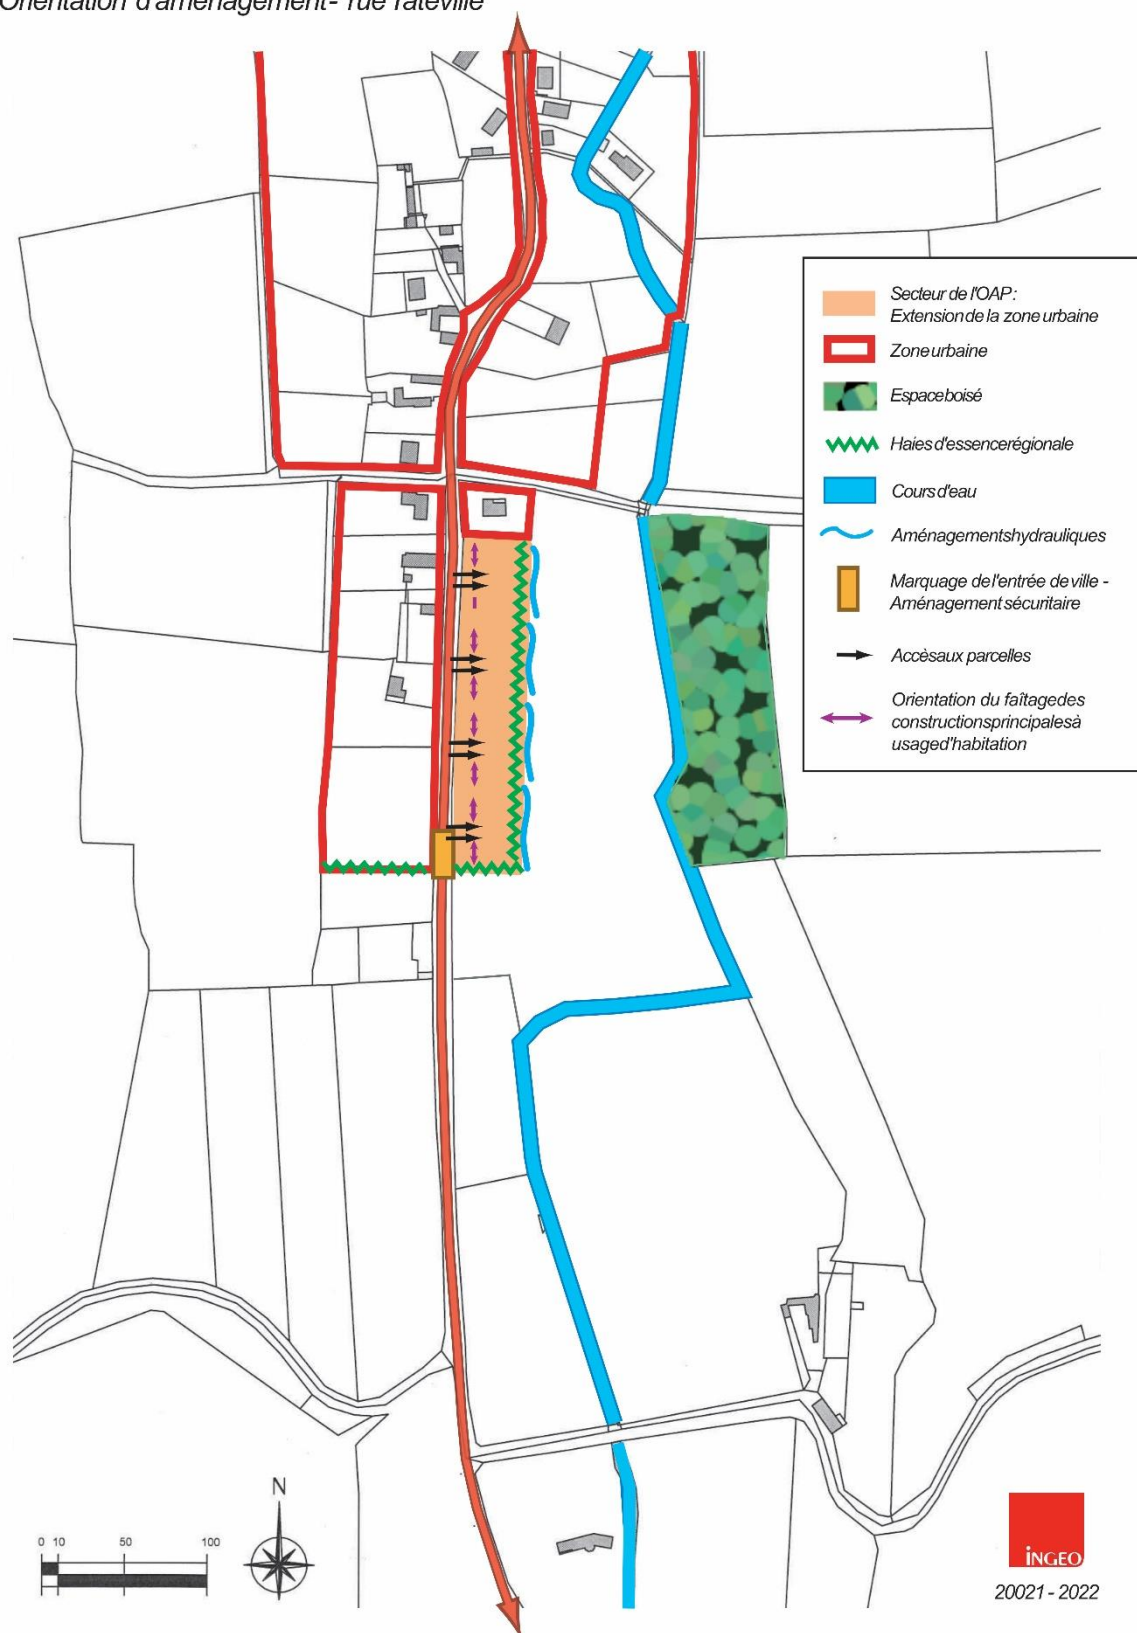 Orientation d'aménagement- rue Tateville
Secteur de l'OAP:
Extension de la zone urbaine
Zone urbaine
Espace boisé
Haies d'essence régionale
Cours d'eau
Aménagements hydrauliques
Marquage de l'entrée de ville -
Aménagement sécuritaire
Accès aux parcelles
Orientation du faîtage des
constructions principales à
usage d'habitation
N
0 10 50 100
INGEO
20021 - 2022